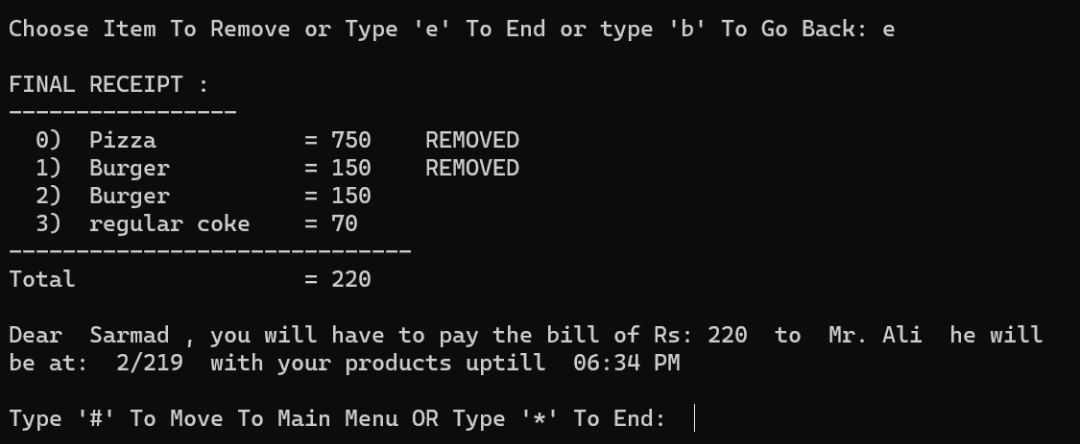 Choose Item To Remove or Type 'e' To End or type 'b' To Go Back: e
FINAL RECEIPT :
-----------------
0)  Pizza           = 750    REMOVED
1)  Burger          = 150    REMOVED
2)  Burger          = 150
3)  regular coke    = 70
------------------------------
Total                 = 220
Dear  Sarmad , you will have to pay the bill of Rs: 220  to  Mr. Ali  he will
be at:  2/219  with your products uptill  06:34 PM
Type '#' To Move To Main Menu OR Type '*' To End: